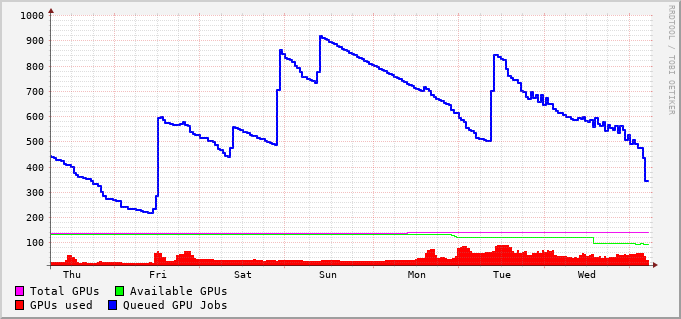 1000
900
800
700
600
500
400
300
200
100
Thu Fri Sat Sun Mon Tue Wed
Total GPUs Available GPUs
GPUs used Queued GPU Jobs
RRDTOOL / TOBI OETIKER